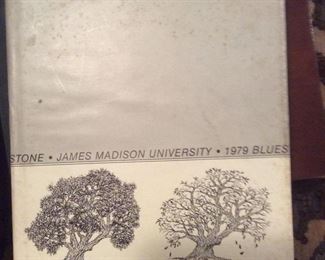 STONE • JAMES MADISON UNIVERSITY • 1979 BLUES